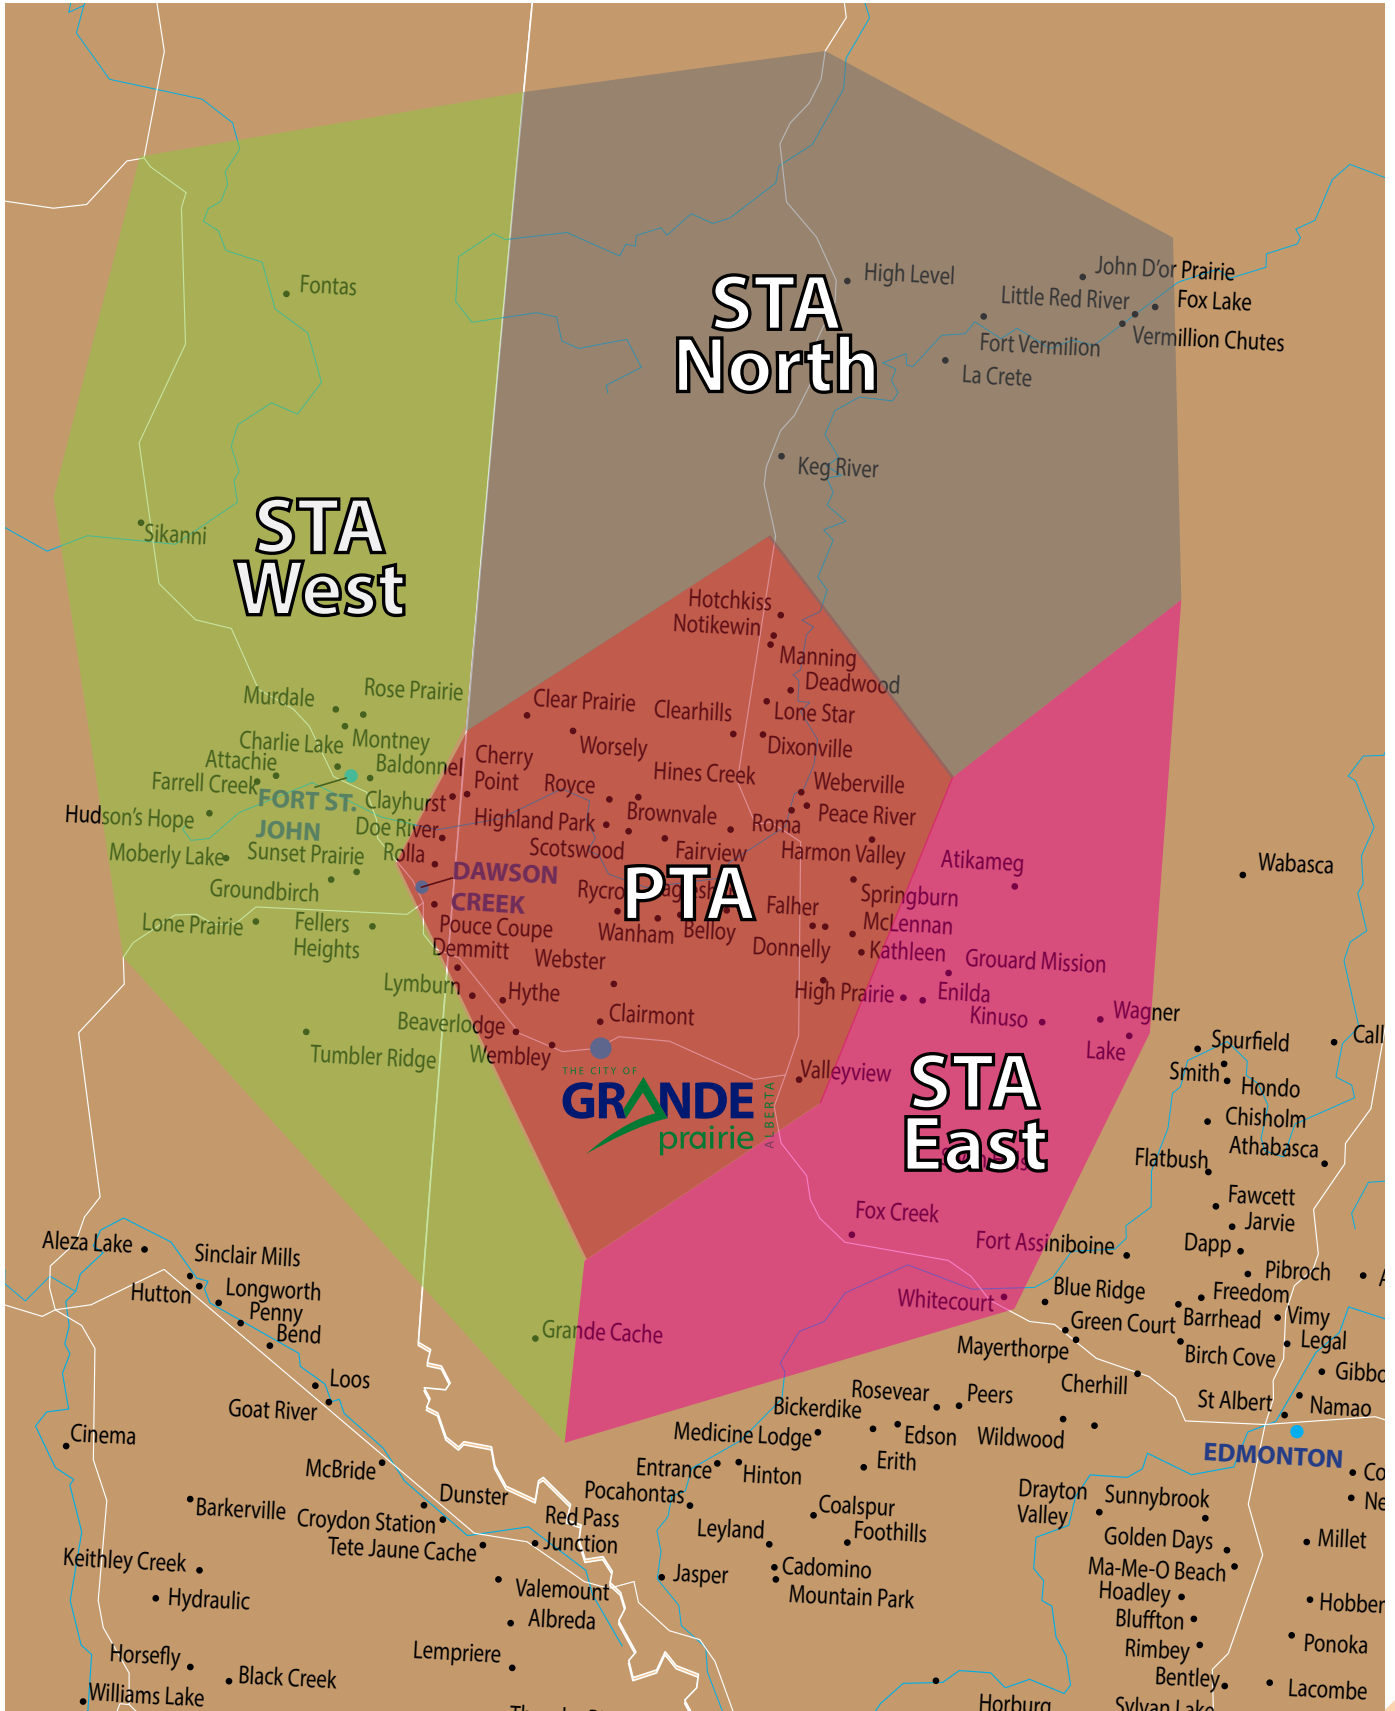 John D'or Prairie
High Level
Fontas
Little Red River
Fox Lake
STA
North
Vermillion Chutes
Fort Vermilion
La Crete
Keg River
STA
West
Sikanni
Hotchkiss
Notikewin
Manning
Deadwood
Rose Prairie
Murdale
Clear Prairie
Clearhills
Lone Star
Charlie Lake
Montney
Worsely
Dixonville
Attachie
Baldonnel
Cherry
Point
Hines Creek
Farrell Creek
Royce
Weberville
FORT ST.
JOHN
Clayhurst
Hudson's Hope
Highland Park
Brownvale
Roma
Peace River
Doe River
Moberly Lake
Sunset Prairie
Rolla
Scotswood
Fairview
Harmon Valley
Atikameg
Wabasca
DAWSON
CREEK
Groundbirch
PTA
Springburn
Falher
Lone Prairie
Fellers
Heights
Pouce Coupe
Wanham
Belloy
McLennan
Demmitt
Webster
Donnelly
Kathleen
Grouard Mission
Lymburn
Hythe
High Prairie
Enilda
Beaverlodge
Clairmont
Kinuso
Wagner
Tumbler Ridge
Wembley
Lake
Spurfield
Call
THE CITY OF
GRANDE
prairie
ALBERTA
Valleyview
STA
East
Smith
Hondo
Chisholm
Athabasca
Flatbush
Fawcett
Jarvie
Fox Creek
Aleza Lake
Sinclair Mills
Fort Assiniboine
Dapp
Pibroch
A
Hutton
Longworth
Penny
Bend
Whitecourt
Blue Ridge
Freedom
Green Court
Barrhead
Vimy
Legal
Grande Cache
Mayerthorpe
Birch Cove
Gibbo
Loos
Goat River
Cherhill
Rosevear
Peers
St Albert
Namao
Bickerdike
Cinema
Medicine Lodge
Edson
Wildwood
EDMONTON
McBride
Entrance
Hinton
Erith
Co
Dunster
Pocahontas
Drayton
Valley
Sunnybrook
Ne
Barkerville
Croydon Station
Red Pass
Junction
Leyland
Coalspur
Foothills
Golden Days
Millet
Tete Jaune Cache
Keithley Creek
Cadomino
Ma-Me-O Beach
Jasper
Hydraulic
Valemount
Mountain Park
Hoadley
Hobber
Albreda
Bluffton
Rimbey
Ponoka
Horsefly
Lempriere
Black Creek
Bentley
Lacombe
Williams Lake
Horburg
Sylvan Lake